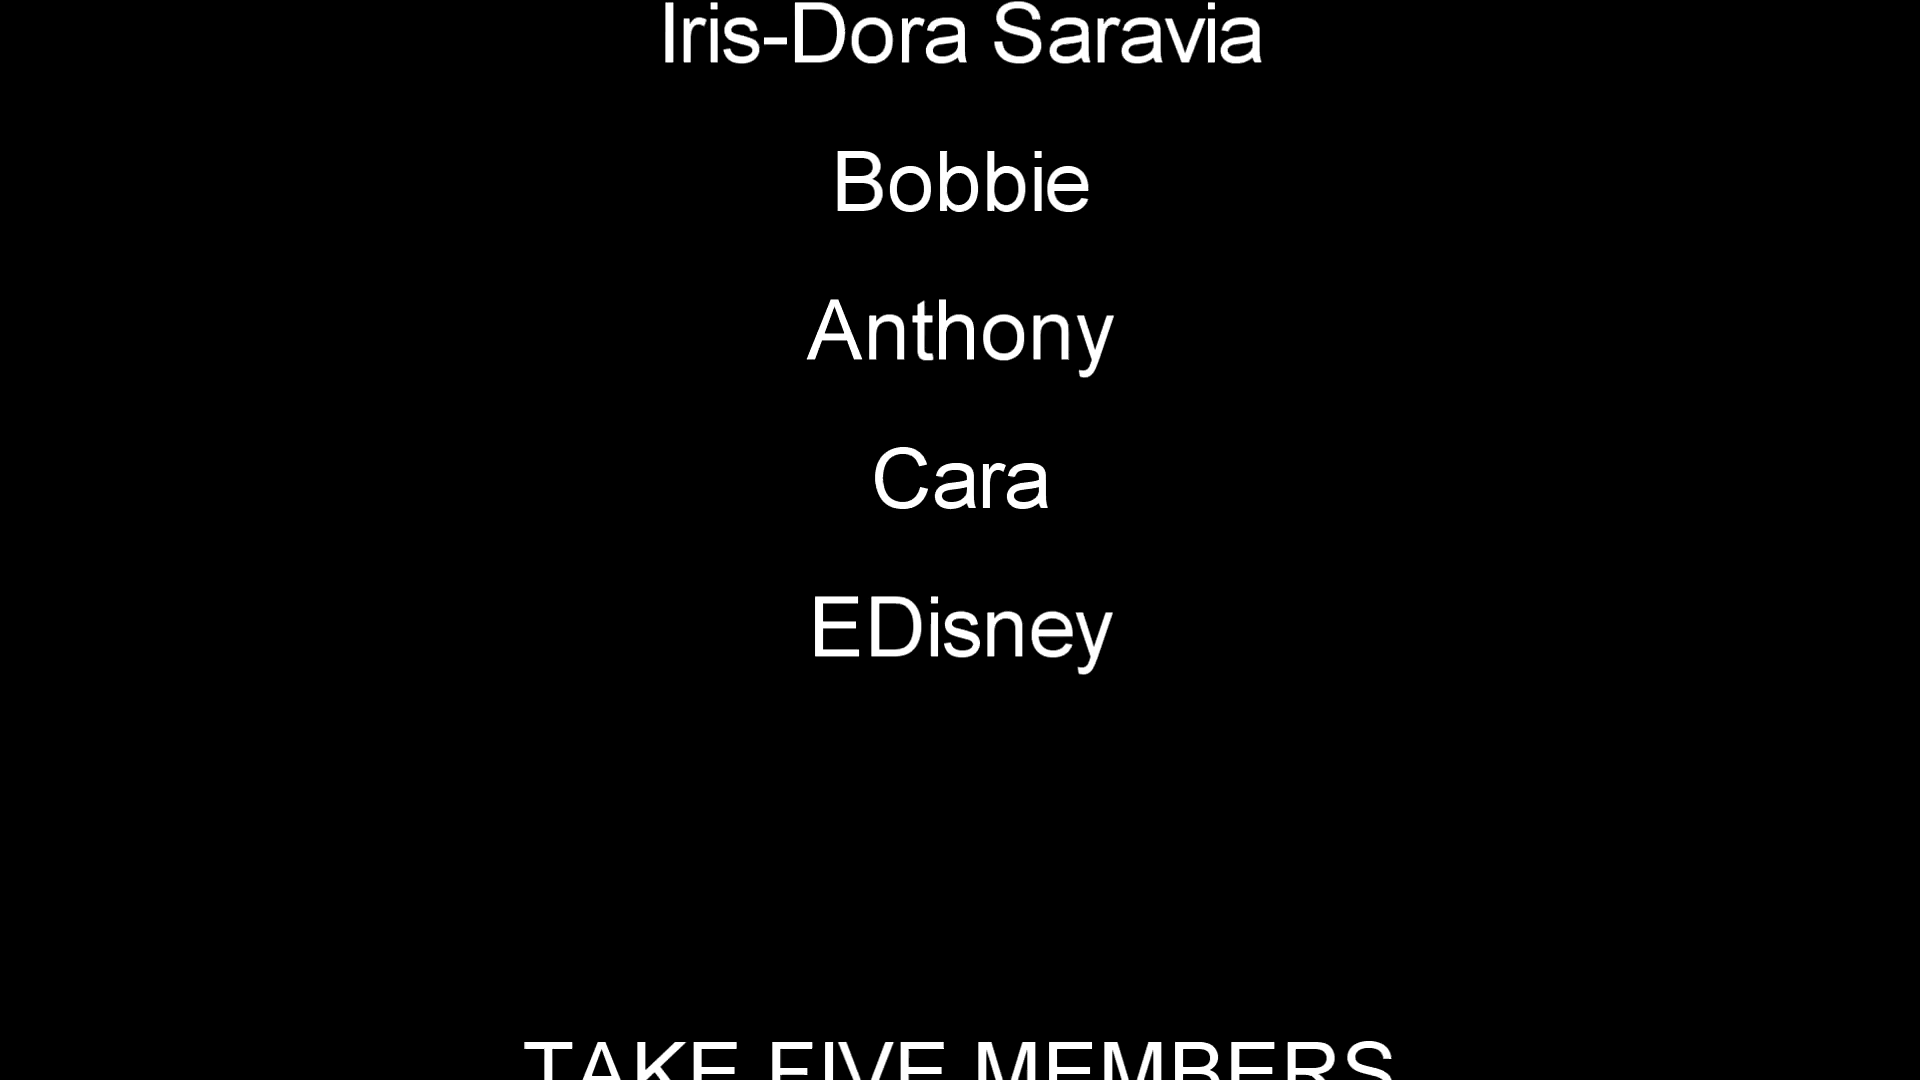 Iris-Dora Saravia
Bobbie
Anthony
Cara
EDisney
TAKE FIVE MEMBERS